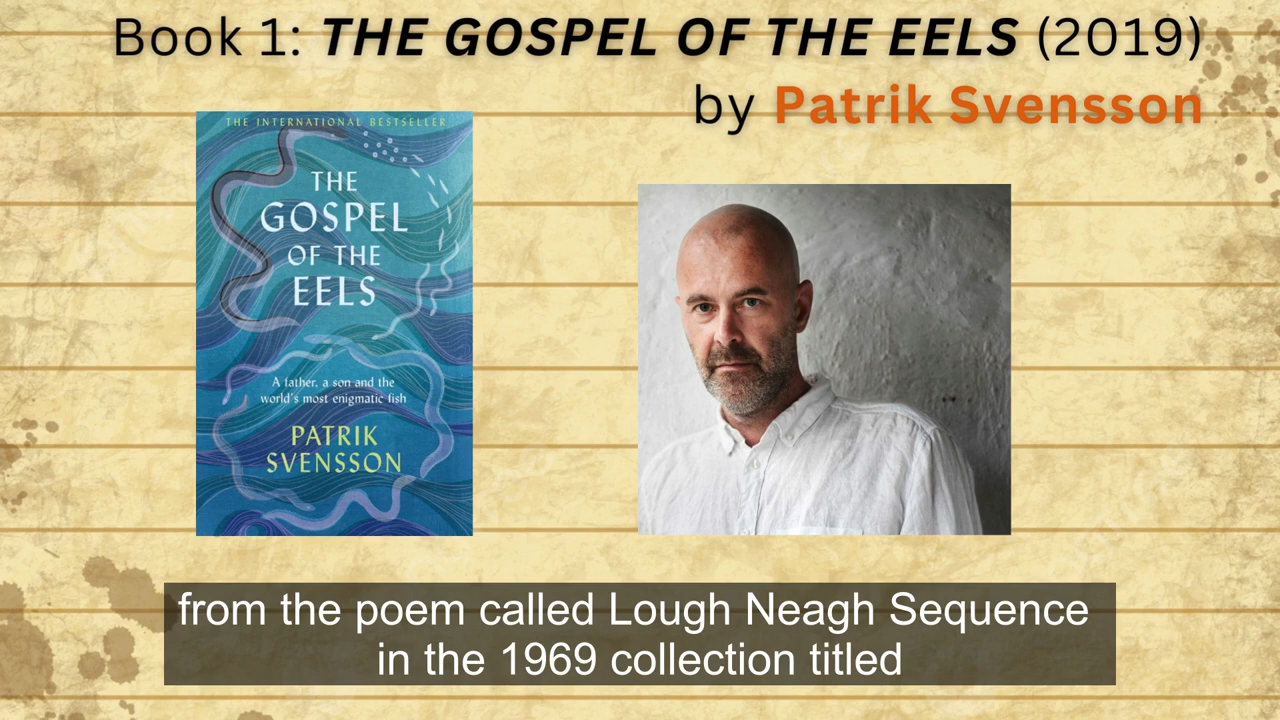 Book 1: THE GOSPEL OF THE EELS (2019)
by Patrik Svensson
THE INTERNATIONAL BESTSELLER
THE
GOSPEL
OF THE
EELS
A father, a son and the
world's most enigmatic fish
PATRIK
SVENSSON
from the poem called Lough Neagh Sequence
in the 1969 collection titled